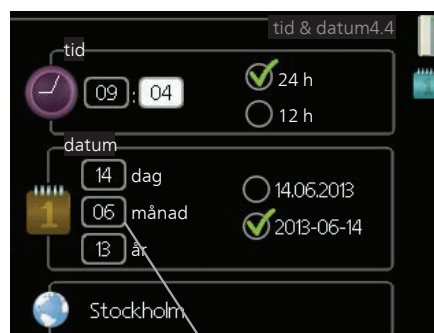 tid & datum4.4
tid
09 : 04
24 h
12 h
datum
14 dag
06 månad
13 år
14.06.2013
2013-06-14
1
Stockholm